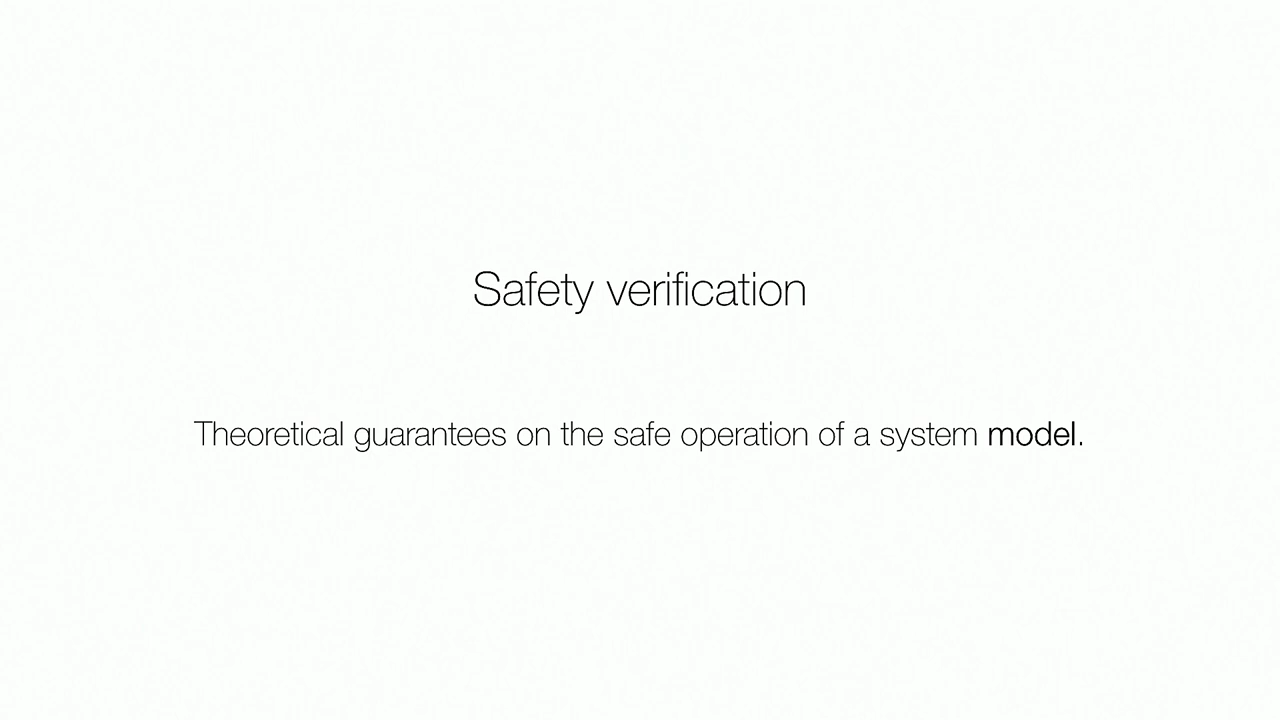 Safety verification
Theoretical guarantees on the safe operation of a system model.